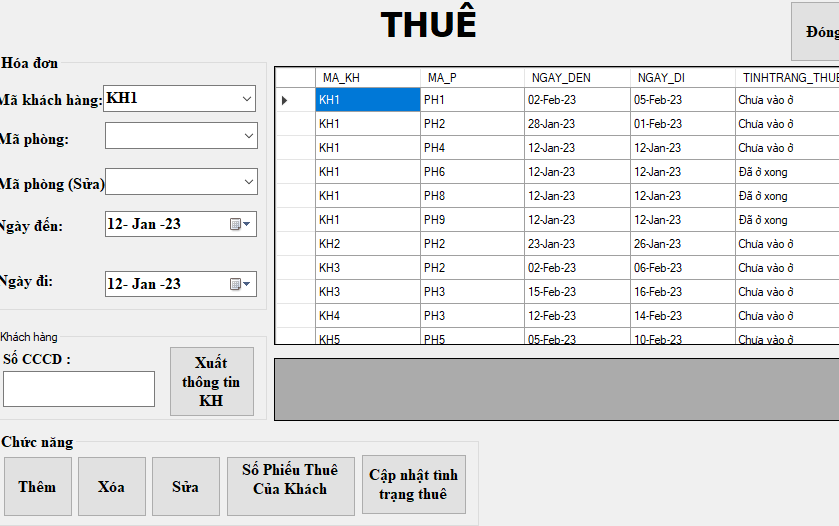 THUÊ
Đóng
Hóa đơn
Mã khách hàng:
KH1
Mã phòng:
Mã phòng (Sửa)
Ngày đến:
12- Jan -23
Ngày đi:
12- Jan -23
MA_KH MA_P NGAY_DEN NGAY_DI TINHTRANG_THUE
KH1 PH1 02-Feb-23 05-Feb-23 Chưa vào ở
KH1 PH2 28-Jan-23 01-Feb-23 Chưa vào ở
KH1 PH4 12-Jan-23 12-Jan-23 Chưa vào ở
KH1 PH6 12-Jan-23 12-Jan-23 Đã ở xong
KH1 PH8 12-Jan-23 12-Jan-23 Đã ở xong
KH1 PH9 12-Jan-23 12-Jan-23 Đã ở xong
KH2 PH2 23-Jan-23 26-Jan-23 Chưa vào ở
KH3 PH2 02-Feb-23 06-Feb-23 Chưa vào ở
KH3 PH3 15-Feb-23 16-Feb-23 Chưa vào ở
KH4 PH3 12-Feb-23 14-Feb-23 Chưa vào ở
KH5 PH5 05-Feb-23 10-Feb-23 Chưa vào ở
Khách hàng
Số CCCD :
Xuất
thông tin
KH
Chức năng
Thêm
Xóa
Sửa
Số Phiếu Thuê
Của Khách
Cập nhật tình
trạng thuê